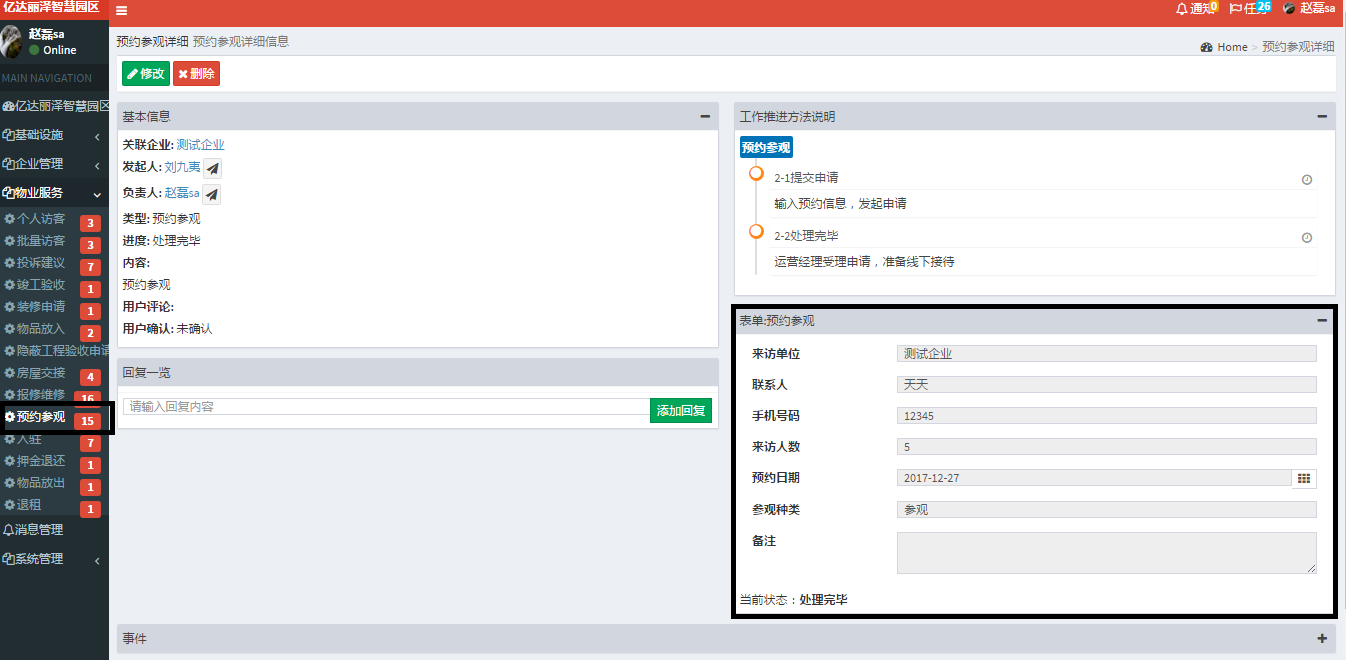 亿达丽泽智慧园区
通知 0
任务 26
赵磊sa
赵磊sa
Online
MAIN NAVIGATION
亿达丽泽智慧园区
基础设施
企业管理
物业服务
个人访客 3
批量访客 3
投诉建议 7
竣工验收 1
装修申请 1
物品放入 2
隐蔽工程验收申请
房屋交接 4
报修维修 16
预约参观 15
入驻 7
押金退还 1
物品放出 1
退租 1
消息管理
系统管理
预约参观详细 预约参观详细信息
Home > 预约参观详细
修改 删除
基本信息
关联企业: 测试企业
发起人: 刘九夷
负责人: 赵磊sa
类型: 预约参观
进度: 处理完毕
内容:
预约参观
用户评论:
用户确认: 未确认
回复一览
请输入回复内容 添加回复
工作推进方法说明
预约参观
2-1提交申请
输入预约信息，发起申请
2-2处理完毕
运营经理受理申请，准备线下接待
表单:预约参观
来访单位 测试企业
联系人 天天
手机号码 12345
来访人数 5
预约日期 2017-12-27
参观种类 参观
备注
当前状态：处理完毕
事件